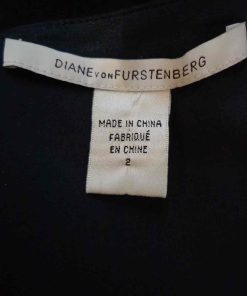 DIANE VON FURSTENBERG
MADE IN CHINA
FABRIQUÉ
EN CHINE
2